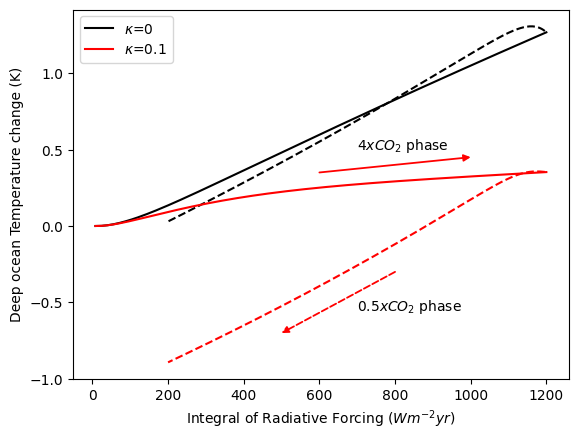 κ=0
κ=0.1
Deep ocean Temperature change (K)
1.0
0.5
0.0
−0.5
−1.0
4xCO₂ phase
0.5xCO₂ phase
0 200 400 600 800 1000 1200
Integral of Radiative Forcing (Wm⁻²yr)